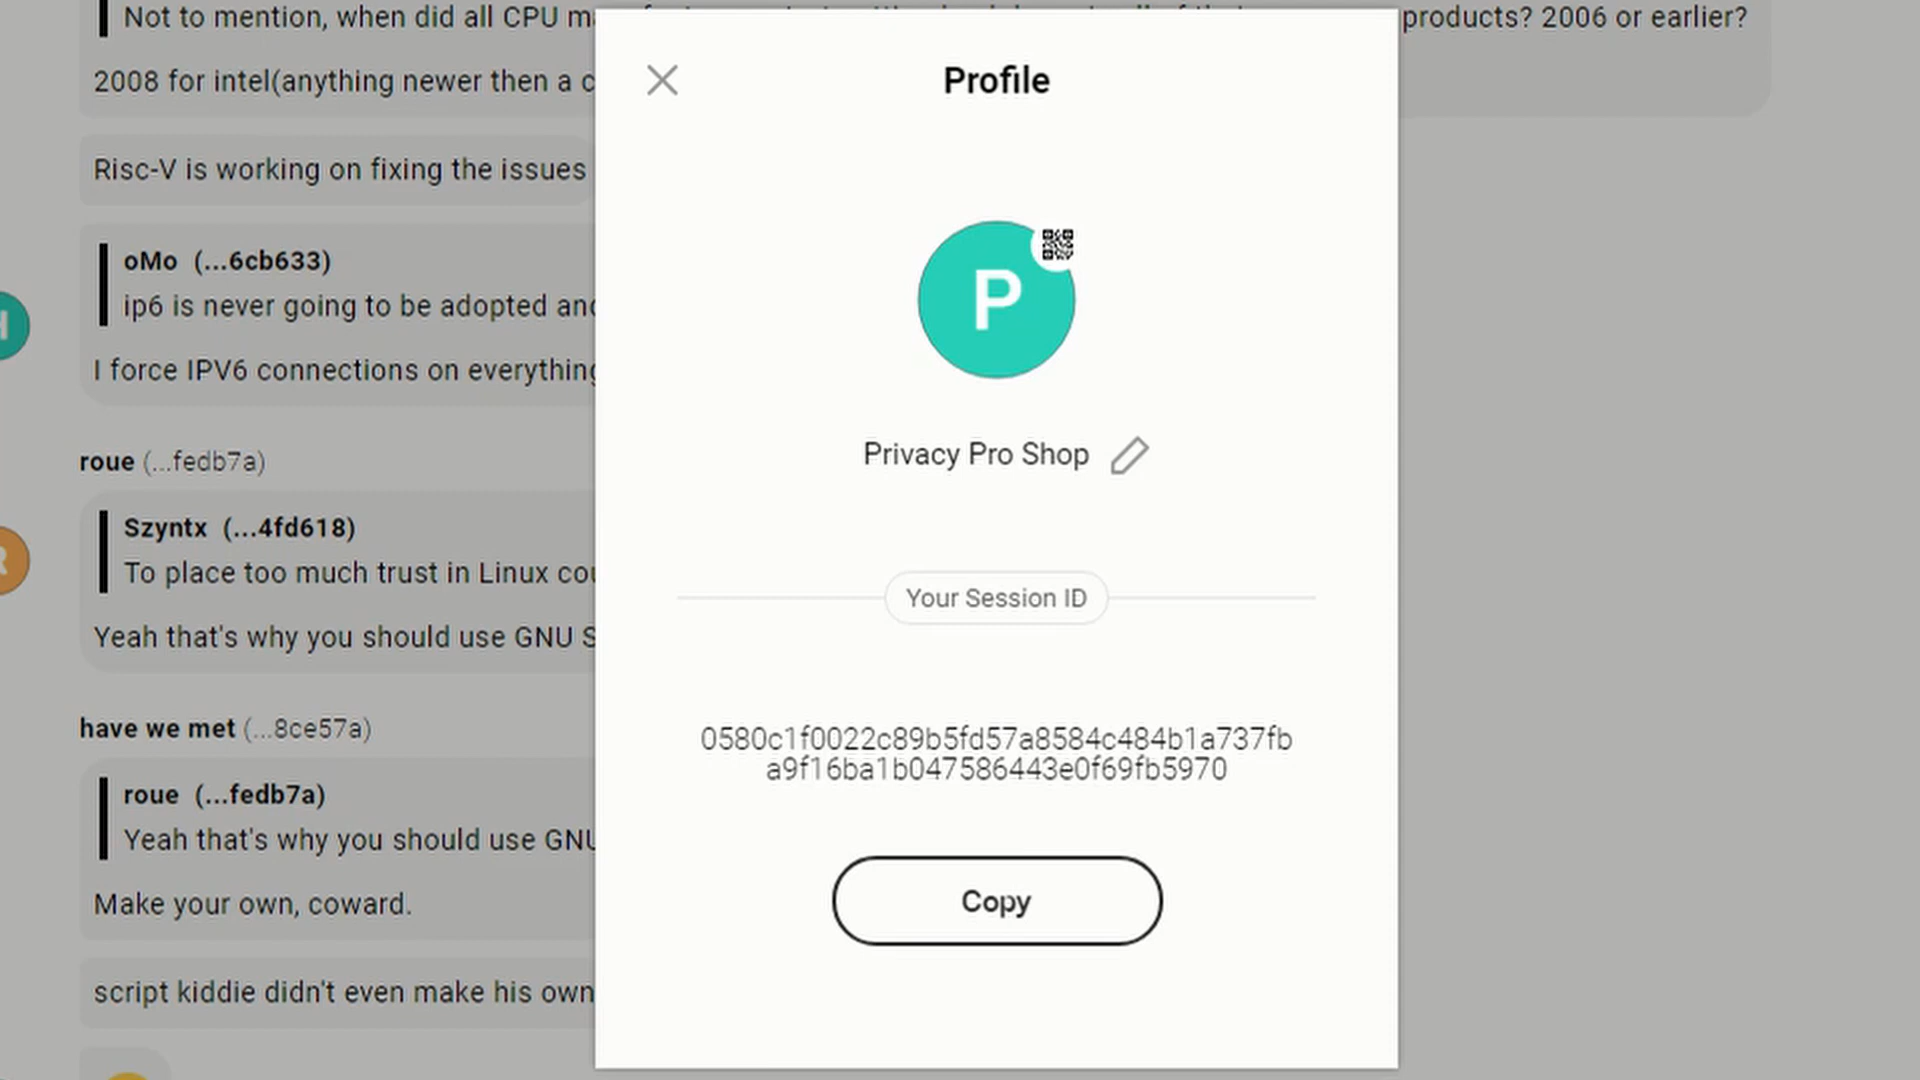 Not to mention, when did all CPU products? 2006 or earlier?
2008 for intel(anything newer then a
Risc-V is working on fixing the issues
oMo (...6cb633)
ip6 is never going to be adopted
I force IPV6 connections on everything
roue (...fedb7a)
Szyntx (...4fd618)
To place too much trust in Linux
Yeah that's why you should use GNU
have we met (...8ce57a)
roue (...fedb7a)
Yeah that's why you should use GNU
Make your own, coward.
script kiddie didn't even make his own
Profile
P
Privacy Pro Shop
Your Session ID
0580c1f0022c89b5fd57a8584c484b1a737fb
a9f16ba1b047586443e0f69fb5970
Copy